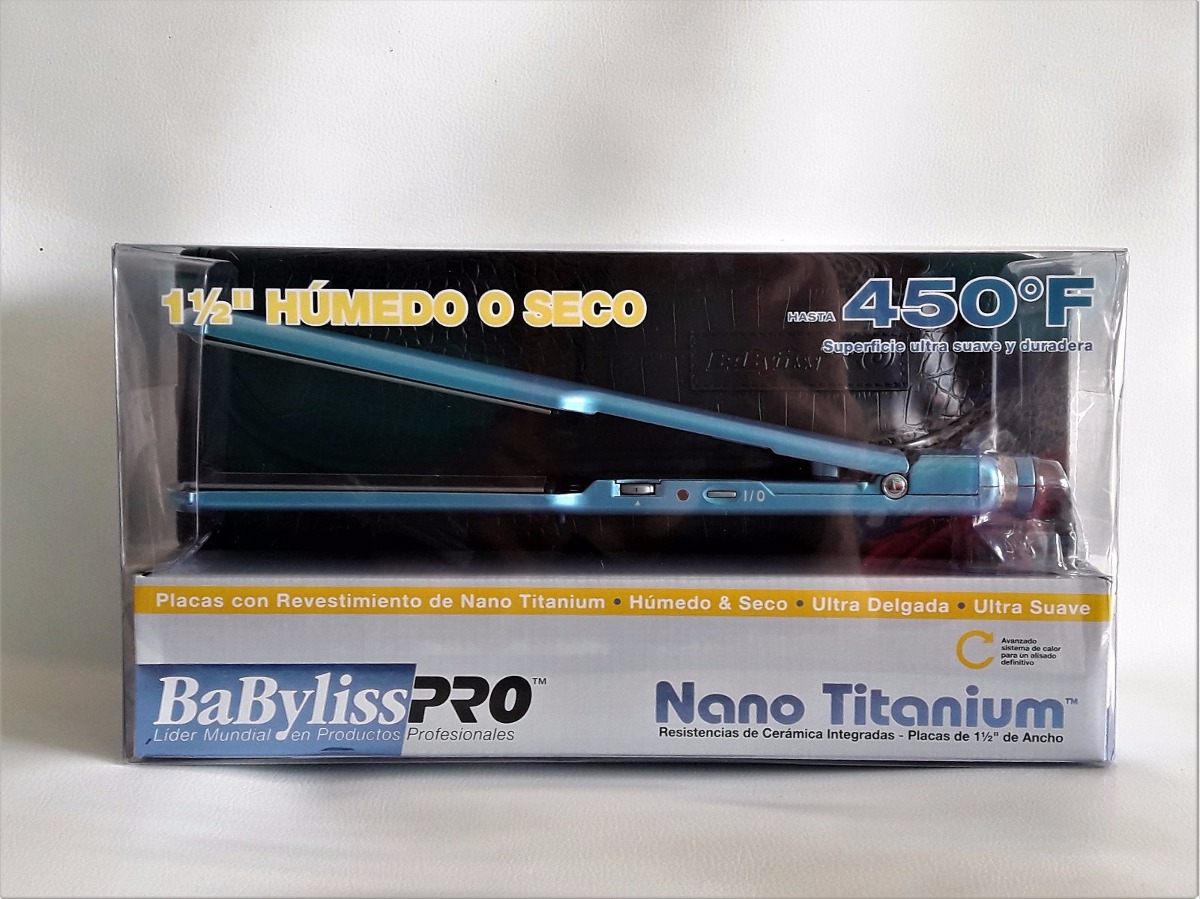 1½" HÚMEDO O SECO
HASTA 450°F
Superficie ultra suave y duradera
BaBylissPRO
I/O
Placas con Revestimiento de Nano Titanium • Húmedo & Seco • Ultra Delgada • Ultra Suave
Avanzado
sistema de calor
para un alisado
definitivo
BaBylissPRO™
Líder Mundial en Productos Profesionales
Nano Titanium™
Resistencias de Cerámica Integradas - Placas de 1½" de Ancho